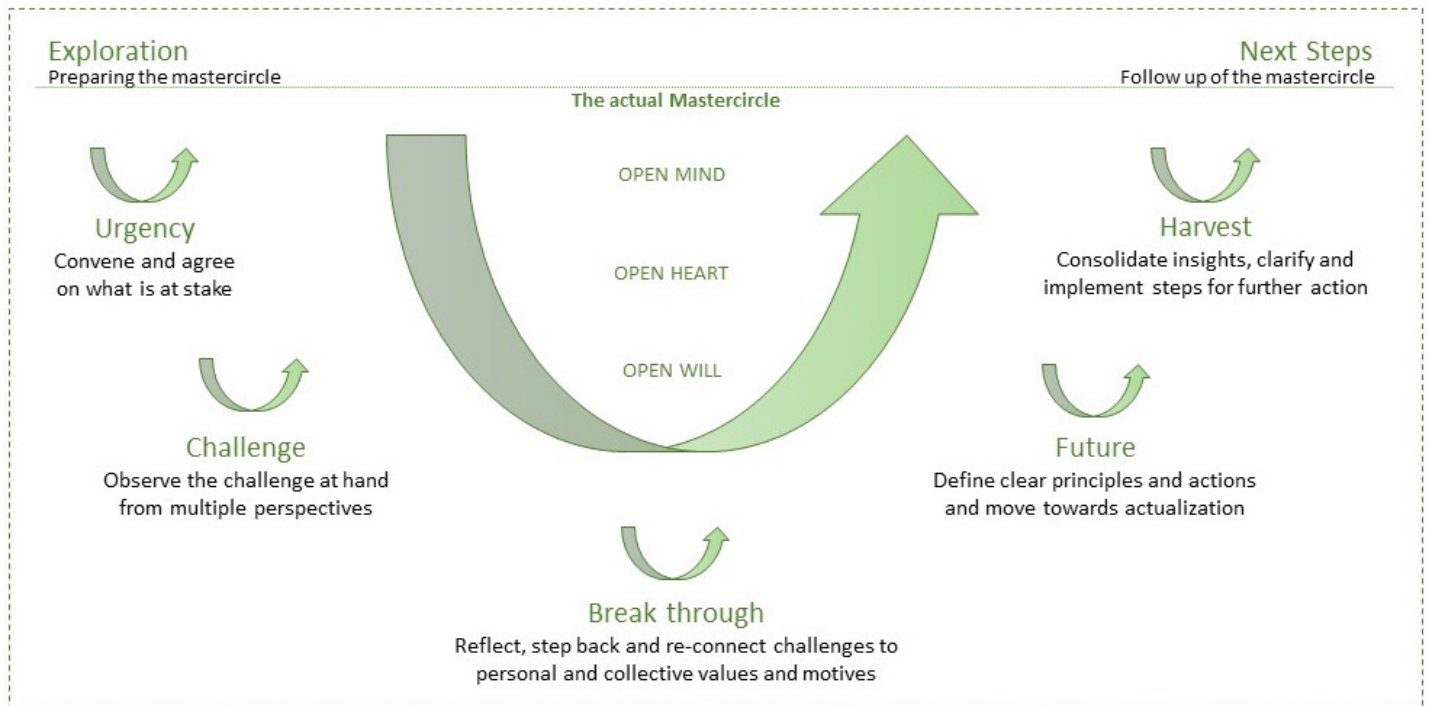 Exploration
Preparing the mastercircle
Next Steps
Follow up of the mastercircle
The actual Mastercircle
OPEN MIND
OPEN HEART
OPEN WILL
Urgency
Convene and agree
on what is at stake
Challenge
Observe the challenge at hand
from multiple perspectives
Break through
Reflect, step back and re-connect challenges to
personal and collective values and motives
Future
Define clear principles and actions
and move towards actualization
Harvest
Consolidate insights, clarify and
implement steps for further action